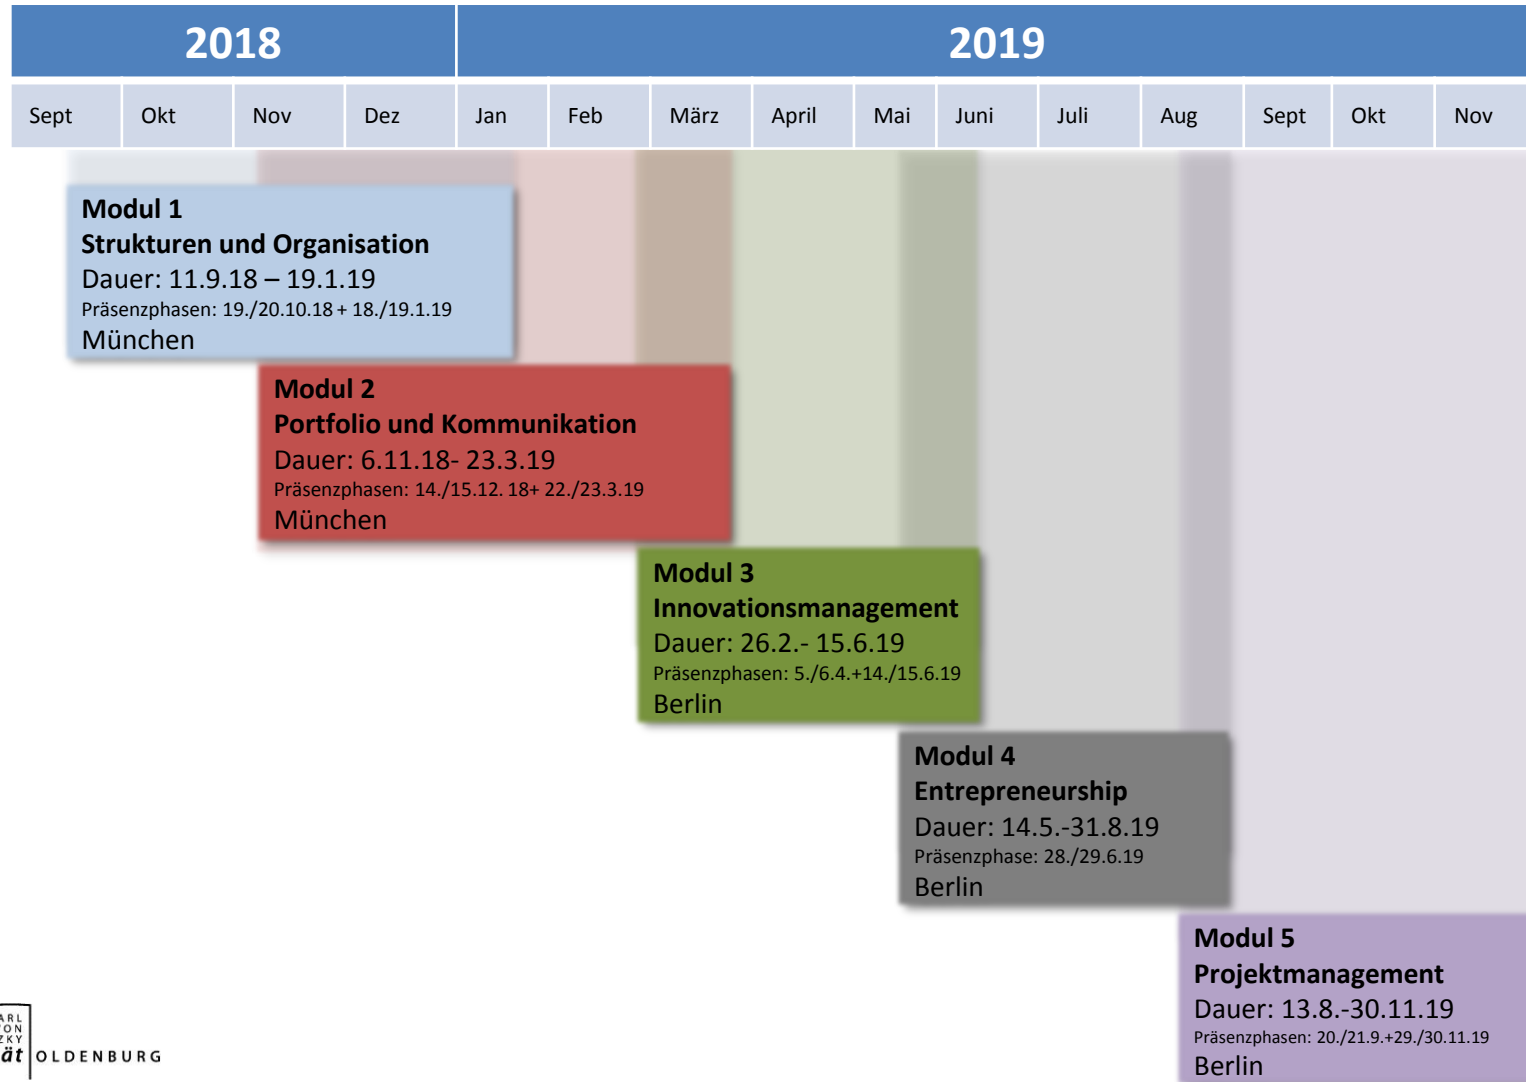 2018 2019
Sept Okt Nov Dez Jan Feb März April Mai Juni Juli Aug Sept Okt Nov
Modul 1
Strukturen und Organisation
Dauer: 11.9.18 – 19.1.19
Präsenzphasen: 19./20.10.18 + 18./19.1.19
München
Modul 2
Portfolio und Kommunikation
Dauer: 6.11.18- 23.3.19
Präsenzphasen: 14./15.12. 18+ 22./23.3.19
München
Modul 3
Innovationsmanagement
Dauer: 26.2.- 15.6.19
Präsenzphasen: 5./6.4.+14./15.6.19
Berlin
Modul 4
Entrepreneurship
Dauer: 14.5.-31.8.19
Präsenzphase: 28./29.6.19
Berlin
Modul 5
Projektmanagement
Dauer: 13.8.-30.11.19
Präsenzphasen: 20./21.9.+29./30.11.19
Berlin
OLDENBURG